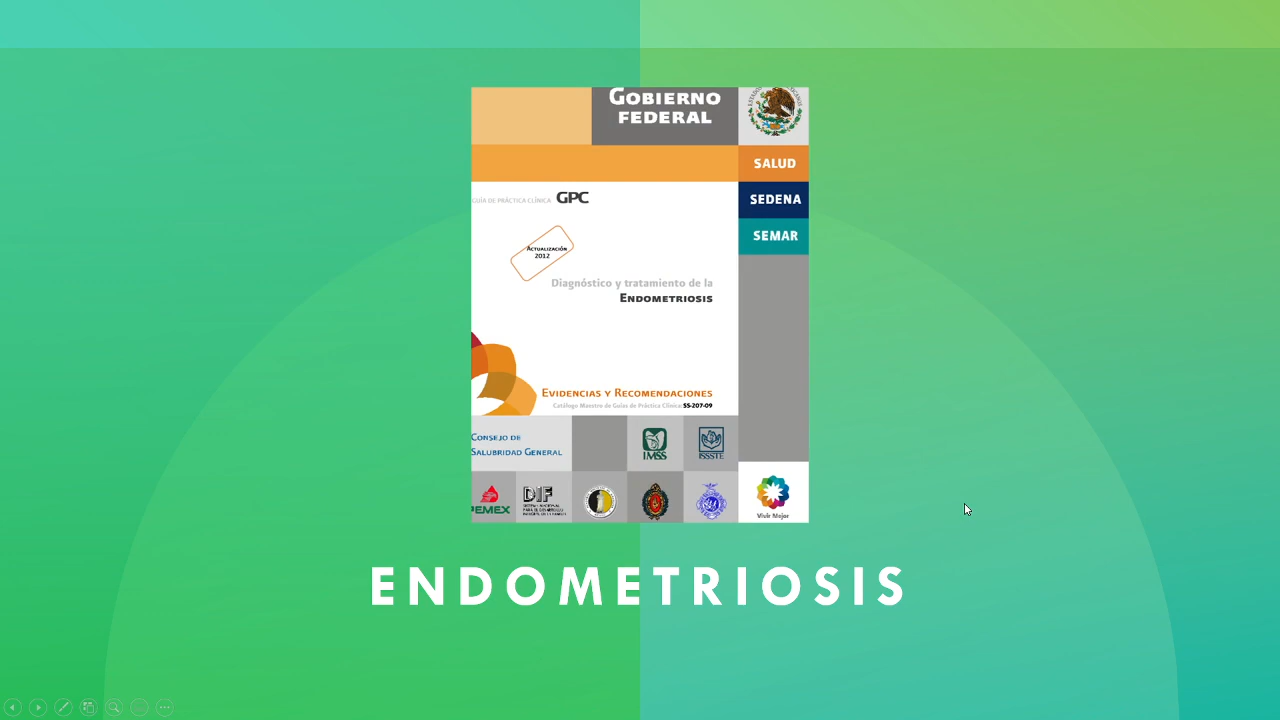 GOBIERNO
FEDERAL
SALUD
SEDENA
SEMAR
GUÍA DE PRÁCTICA CLÍNICA GPC
ACTUALIZACIÓN
2012
Diagnóstico y tratamiento de la
ENDOMETRIOSIS
EVIDENCIAS Y RECOMENDACIONES
Catálogo Maestro de Guías de Práctica Clínica: SS-207-09
CONSEJO DE
SALUBRIDAD GENERAL
IMSS
ISSSTE
PEMEX
DIF
Vivir Mejor
ENDOMETRIOSIS